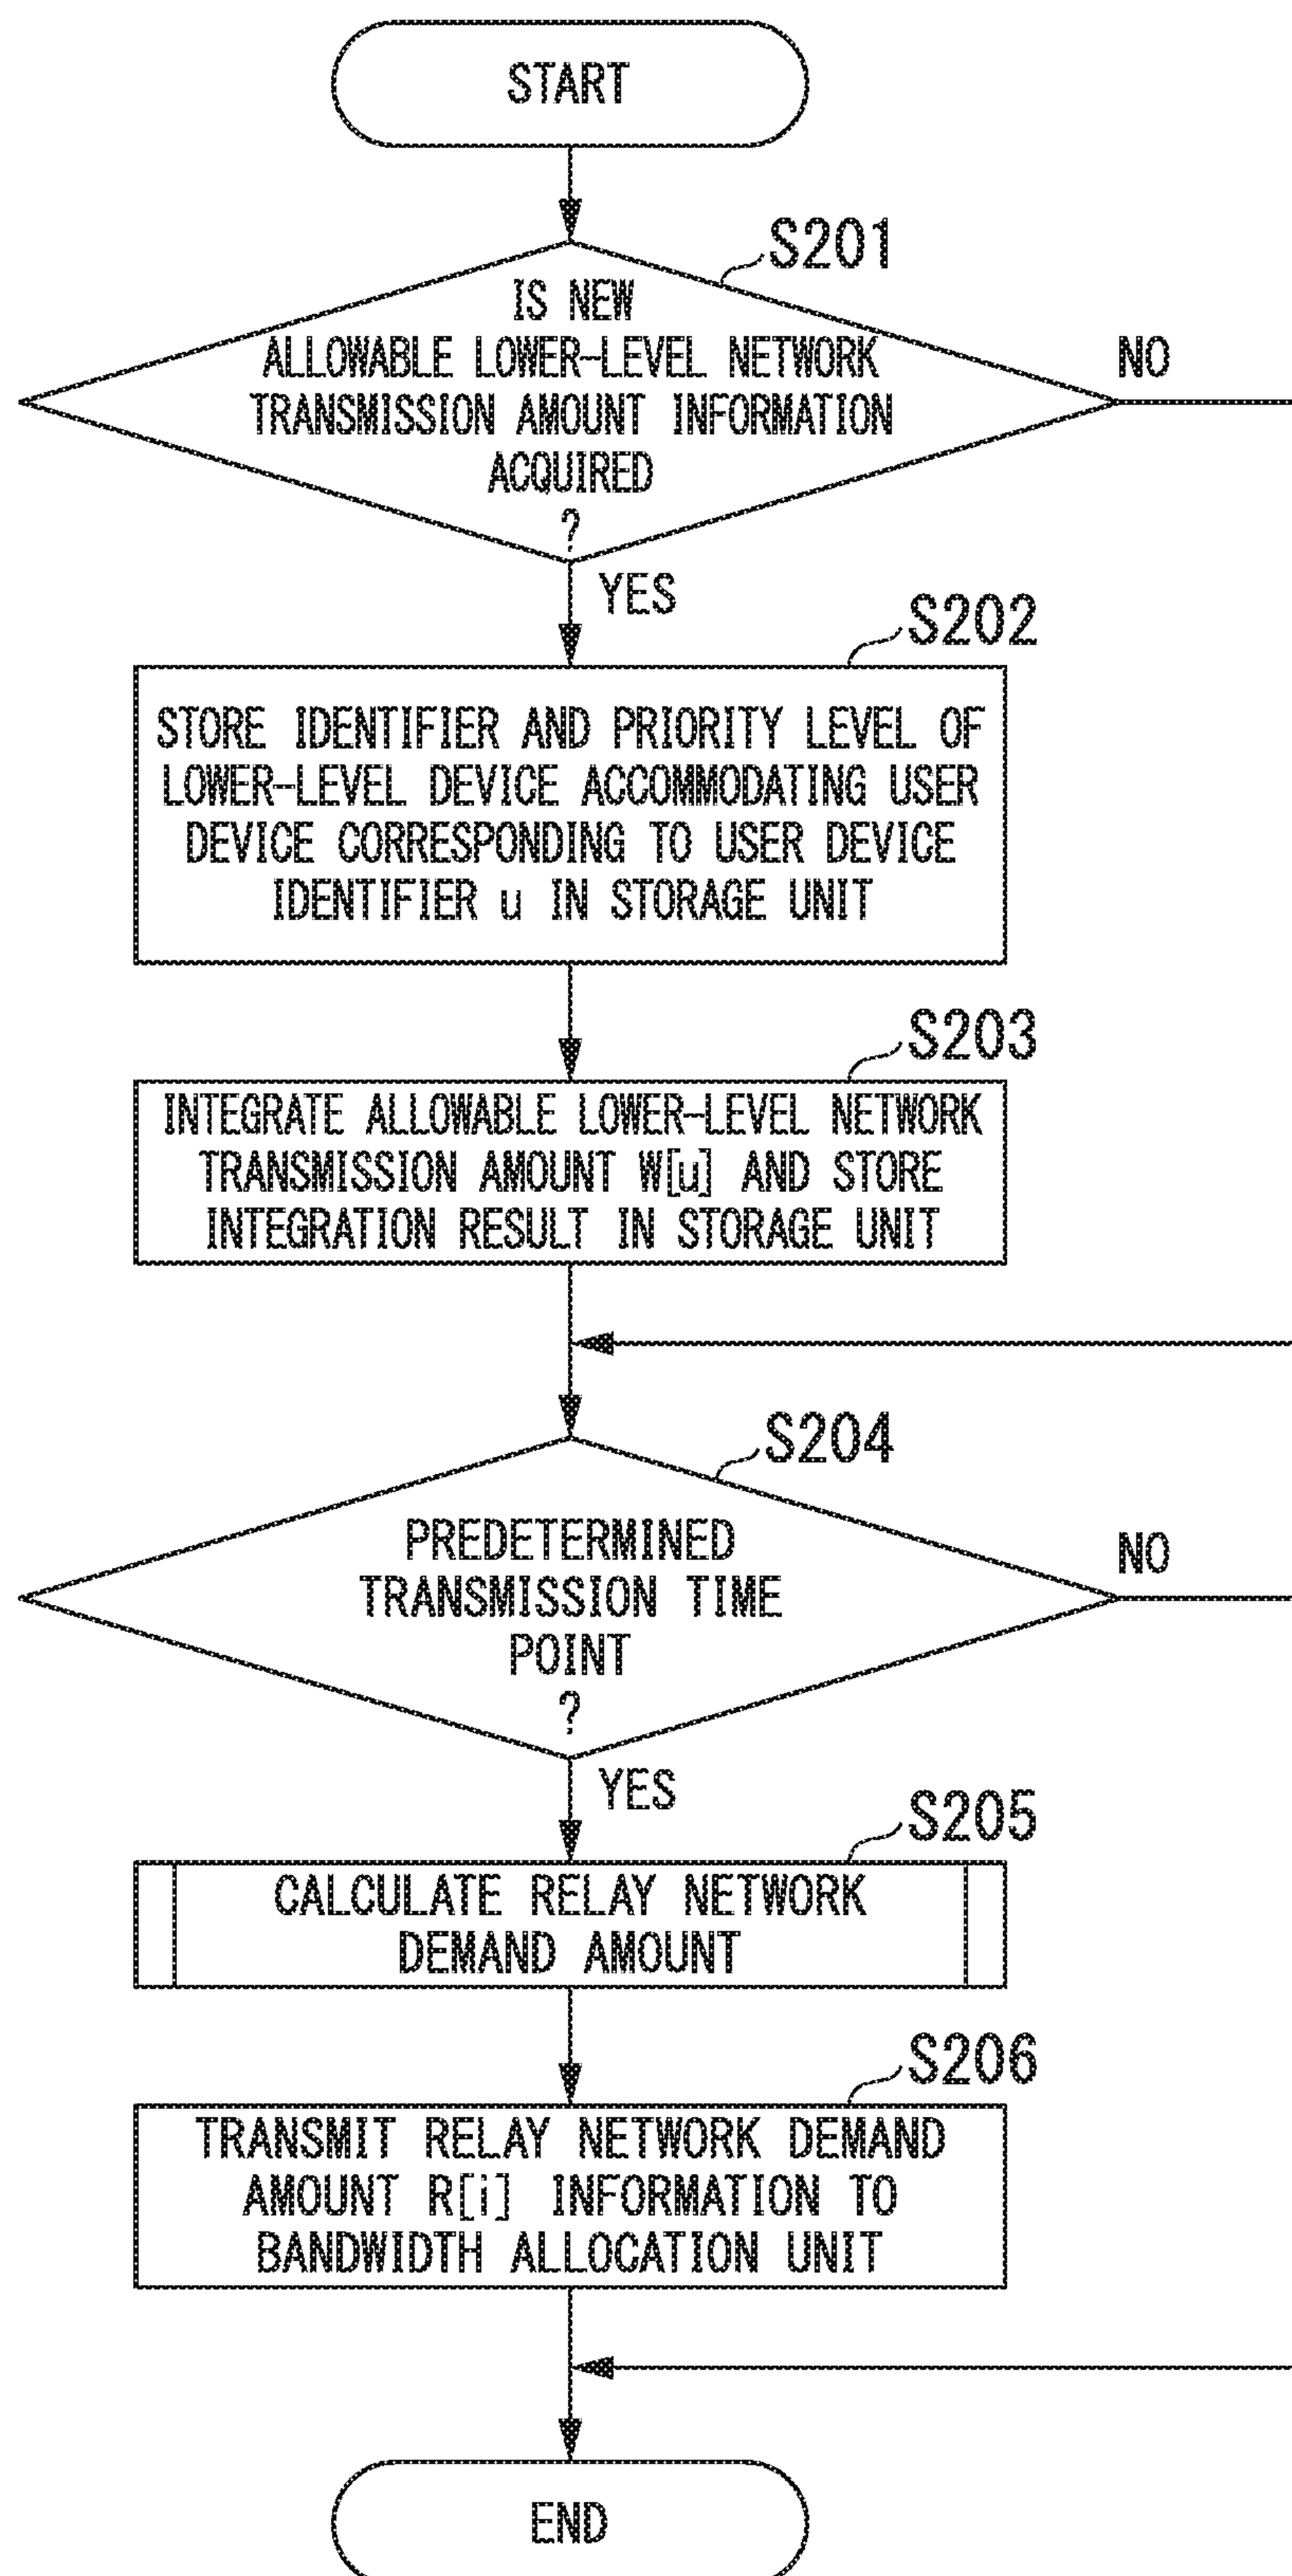 START
S201
IS NEW
ALLOWABLE LOWER-LEVEL NETWORK
TRANSMISSION AMOUNT INFORMATION
ACQUIRED
?
NO
YES
S202
STORE IDENTIFIER AND PRIORITY LEVEL OF
LOWER-LEVEL DEVICE ACCOMMODATING USER
DEVICE CORRESPONDING TO USER DEVICE
IDENTIFIER u IN STORAGE UNIT
S203
INTEGRATE ALLOWABLE LOWER-LEVEL NETWORK
TRANSMISSION AMOUNT W[u] AND STORE
INTEGRATION RESULT IN STORAGE UNIT
S204
PREDETERMINED
TRANSMISSION TIME
POINT
?
NO
YES
S205
CALCULATE RELAY NETWORK
DEMAND AMOUNT
S206
TRANSMIT RELAY NETWORK DEMAND
AMOUNT R[i] INFORMATION TO
BANDWIDTH ALLOCATION UNIT
END